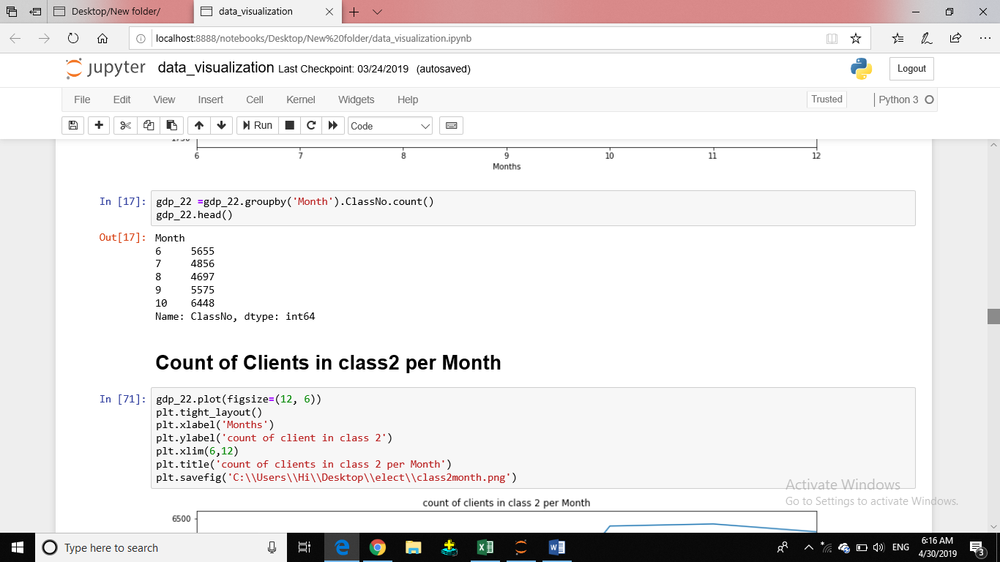 Desktop/New folder/
data_visualization
localhost:8888/notebooks/Desktop/New%20folder/data_visualization.ipynb
jupyter data_visualization Last Checkpoint: 03/24/2019 (autosaved)
Logout
File Edit View Insert Cell Kernel Widgets Help
Trusted
Python 3
Run
Code
6 7 8 9 10 11 12
Months
In [17]: gdp_22 =gdp_22.groupby('Month').ClassNo.count()
gdp_22.head()
Out[17]: Month
6 5655
7 4856
8 4697
9 5575
10 6448
Name: ClassNo, dtype: int64
Count of Clients in class2 per Month
In [71]: gdp_22.plot(figsize=(12, 6))
plt.tight_layout()
plt.xlabel('Months')
plt.ylabel('count of client in class 2')
plt.xlim(6,12)
plt.title('count of clients in class 2 per Month')
plt.savefig('C:\\Users\\Hi\\Desktop\\elect\\class2month.png')
Activate Windows
Go to Settings to activate Windows.
count of clients in class 2 per Month
6500
Type here to search
ENG
6:16 AM
4/30/2019
3